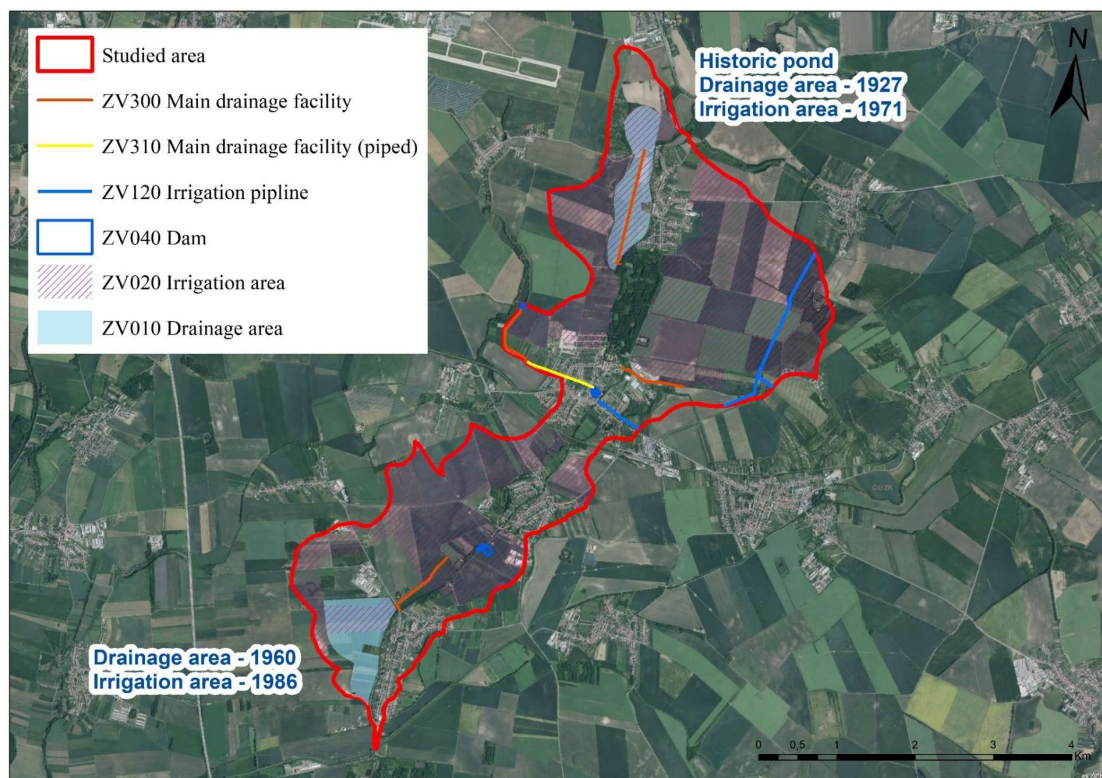 Studied area
ZV300 Main drainage facility
ZV310 Main drainage facility (piped)
ZV120 Irrigation pipline
ZV040 Dam
ZV020 Irrigation area
ZV010 Drainage area
Historic pond
Drainage area - 1927
Irrigation area - 1971
N
Drainage area - 1960
Irrigation area - 1986
0 0,5 1 2 3 4
Km
ČÚZK
ČÚZK